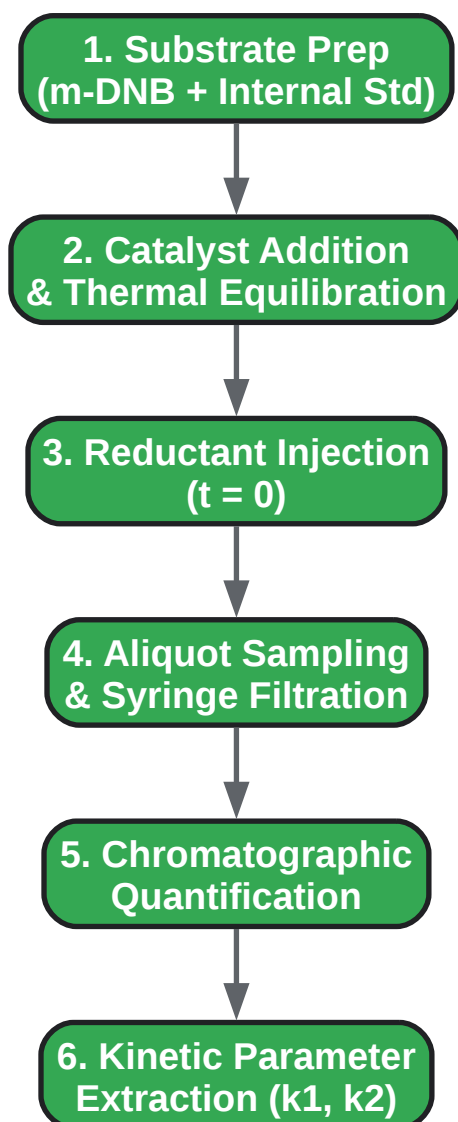 1. Substrate Prep
(m-DNB + Internal Std)
2. Catalyst Addition
& Thermal Equilibration
3. Reductant Injection
(t = 0)
4. Aliquot Sampling
& Syringe Filtration
5. Chromatographic
Quantification
6. Kinetic Parameter
Extraction (k1, k2)